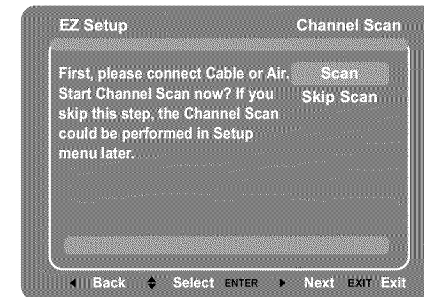 EZ Setup Channel Scan
First, please connect Cable or Air. Scan
Start Channel Scan now? If you Skip Scan
skip this step, the Channel Scan
could be performed in Setup
menu later.
Back Select ENTER Next EXIT Exit